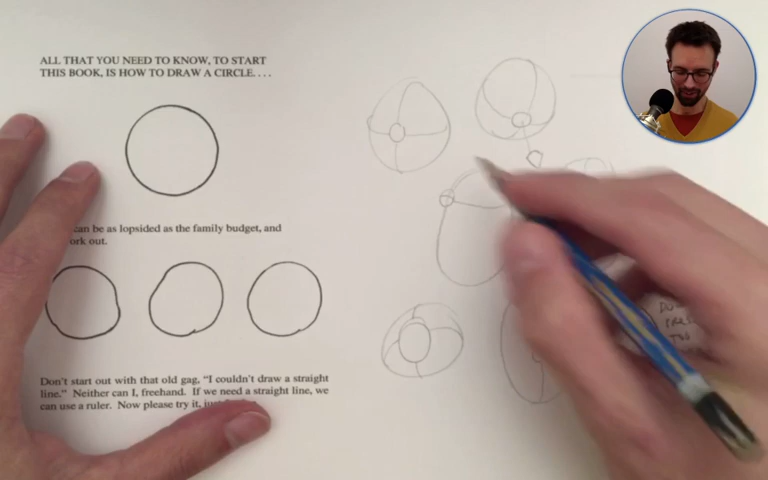 ALL THAT YOU NEED TO KNOW, TO START
THIS BOOK, IS HOW TO DRAW A CIRCLE....
can be as lopsided as the family budget, and
ork out.
Don't start out with that old gag, "I couldn't draw a straight
line." Neither can I, freehand. If we need a straight line, we
can use a ruler. Now please try it,
TOO